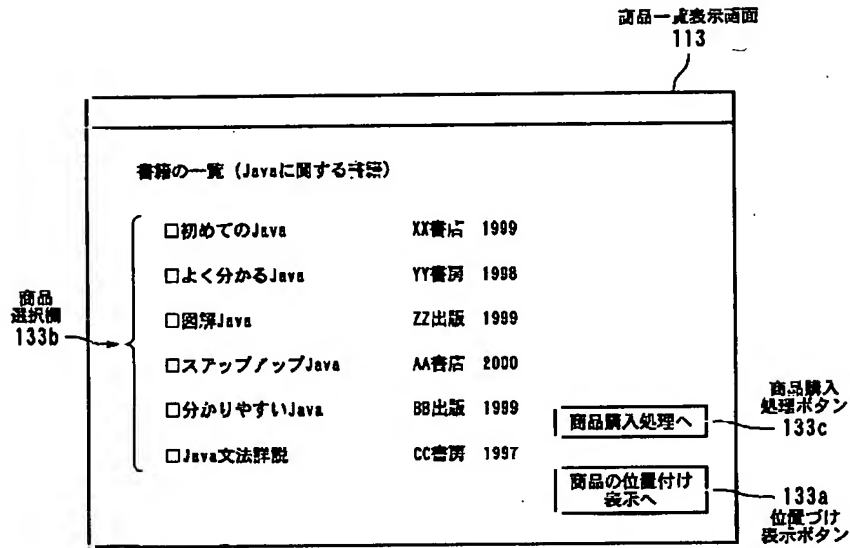 商品一覧表示画面
113
書籍の一覧 (Javaに関する書籍)
□初めてのJava XX書店 1999
□よく分かるJava YY書房 1998
□図解Java ZZ出版 1999
□ステップアップJava AA書店 2000
□分かりやすいJava BB出版 1999
□Java文法詳説 CC書房 1997
商品
選択欄
133b
商品購入処理へ
商品購入
処理ボタン
133c
商品の位置付け
表示へ
133a
位置づけ
表示ボタン